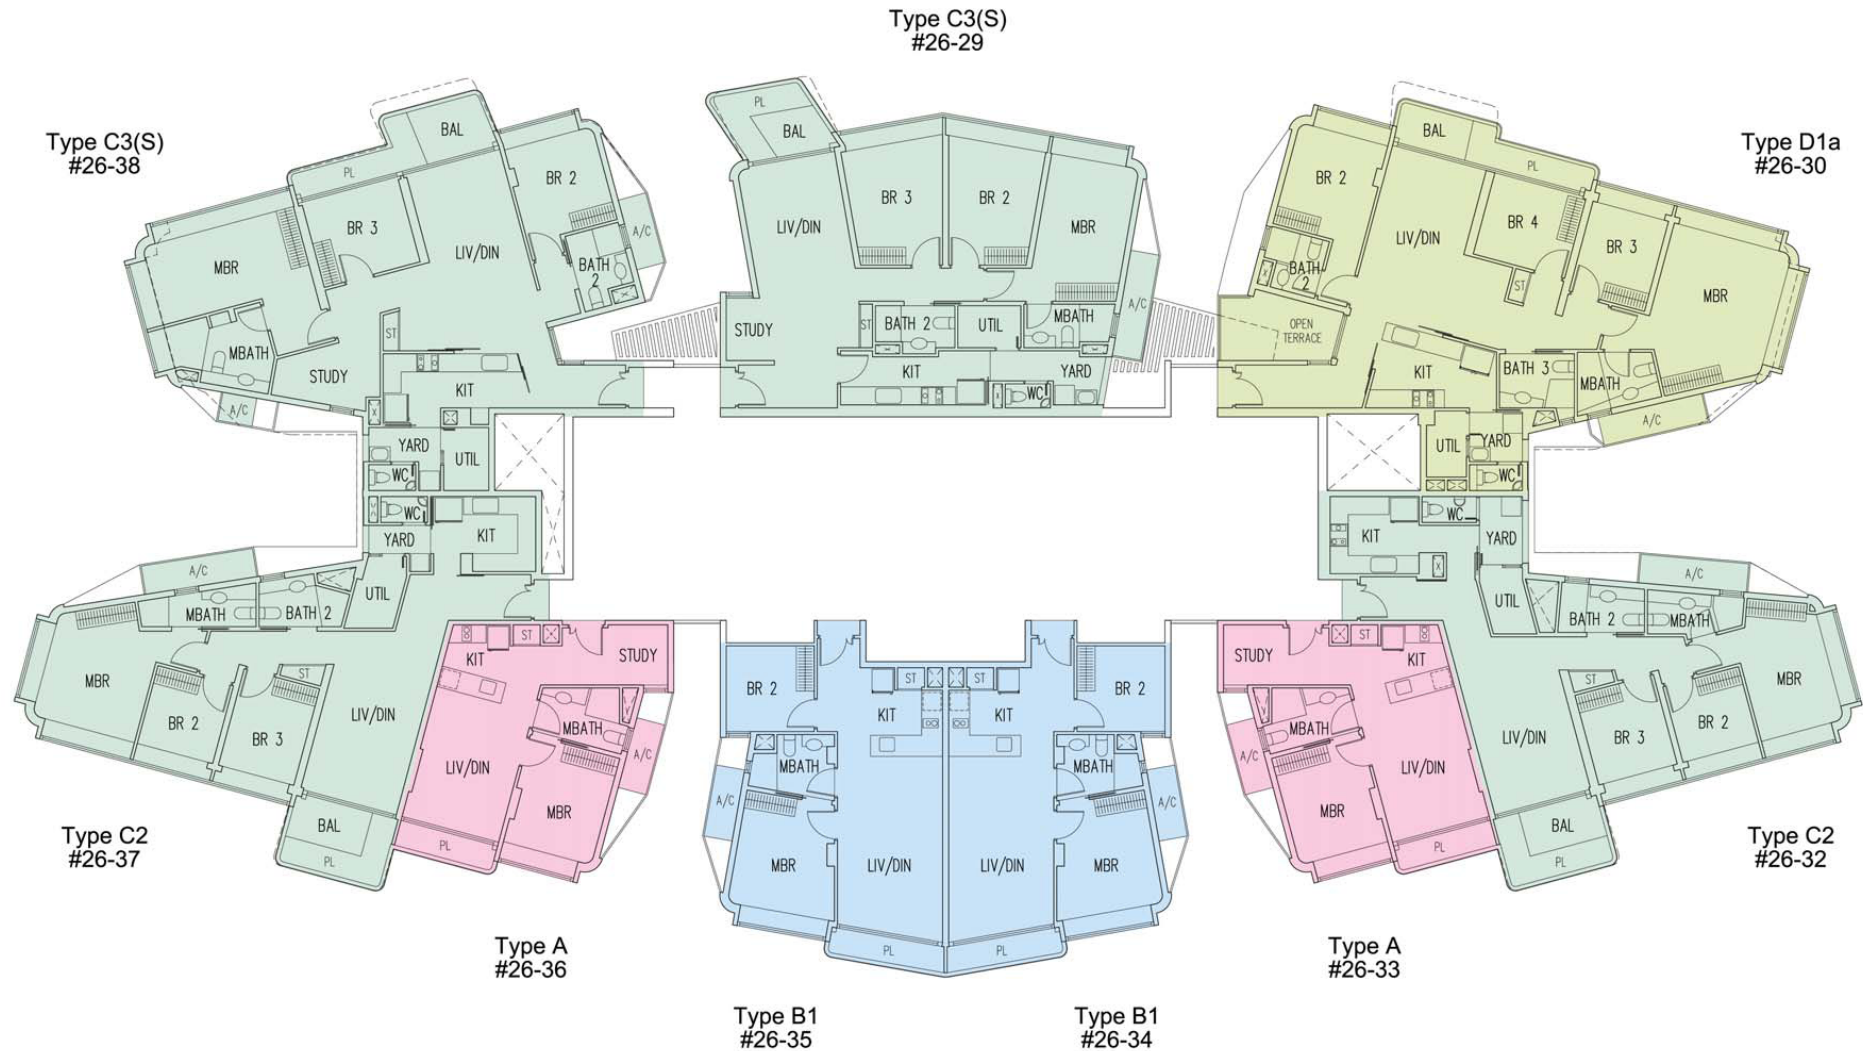 Type C3(S)
#26-29
Type C3(S)
#26-38
Type D1a
#26-30
BAL
PL
BR 2
BR 3
LIV/DIN
MBR
A/C
BATH
2
ST
MBATH
STUDY
KIT
A/C
YARD
UTIL
WC
PL
BAL
LIV/DIN
BR 3
BR 2
MBR
A/C
STUDY
ST
BATH 2
UTIL
MBATH
KIT
YARD
WC
BAL
PL
BR 2
LIV/DIN
BR 4
BR 3
MBR
BATH
2
ST
OPEN
TERRACE
KIT
BATH 3
MBATH
A/C
UTIL
YARD
WC
WC
YARD
KIT
A/C
UTIL
MBATH
BATH 2
MBR
BR 2
BR 3
ST
LIV/DIN
BAL
PL
Type C2
#26-37
ST
KIT
STUDY
MBATH
A/C
LIV/DIN
MBR
PL
Type A
#26-36
BR 2
ST
KIT
MBATH
A/C
MBR
LIV/DIN
PL
Type B1
#26-35
ST
KIT
BR 2
MBATH
A/C
LIV/DIN
MBR
PL
Type B1
#26-34
STUDY
ST
KIT
MBATH
A/C
LIV/DIN
MBR
PL
Type A
#26-33
KIT
WC
YARD
A/C
UTIL
BATH 2
MBATH
MBR
ST
BR 2
BR 3
LIV/DIN
BAL
PL
Type C2
#26-32